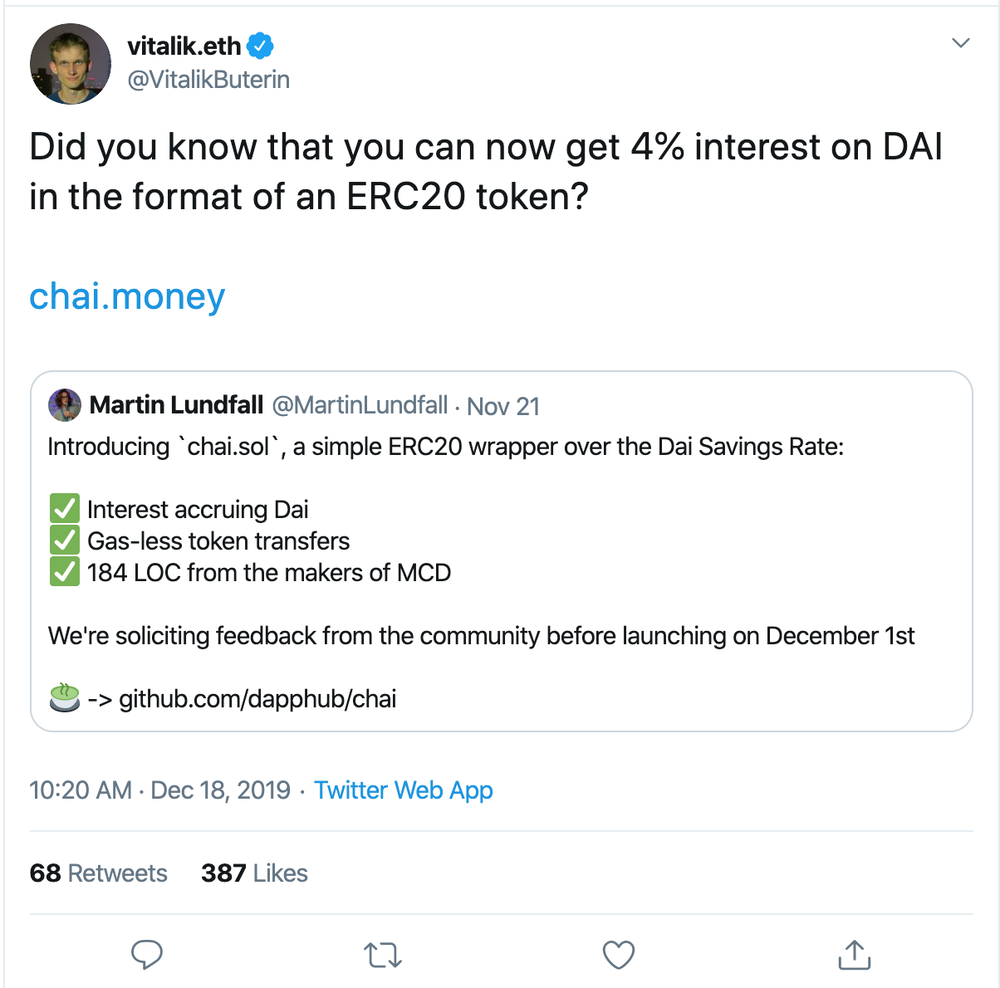 vitalik.eth
@VitalikButerin
Did you know that you can now get 4% interest on DAI
in the format of an ERC20 token?
chai.money
Martin Lundfall @MartinLundfall · Nov 21
Introducing `chai.sol`, a simple ERC20 wrapper over the Dai Savings Rate:
✅ Interest accruing Dai
✅ Gas-less token transfers
✅ 184 LOC from the makers of MCD
We're soliciting feedback from the community before launching on December 1st
🍵 -> github.com/dapphub/chai
10:20 AM · Dec 18, 2019 · Twitter Web App
68 Retweets 387 Likes